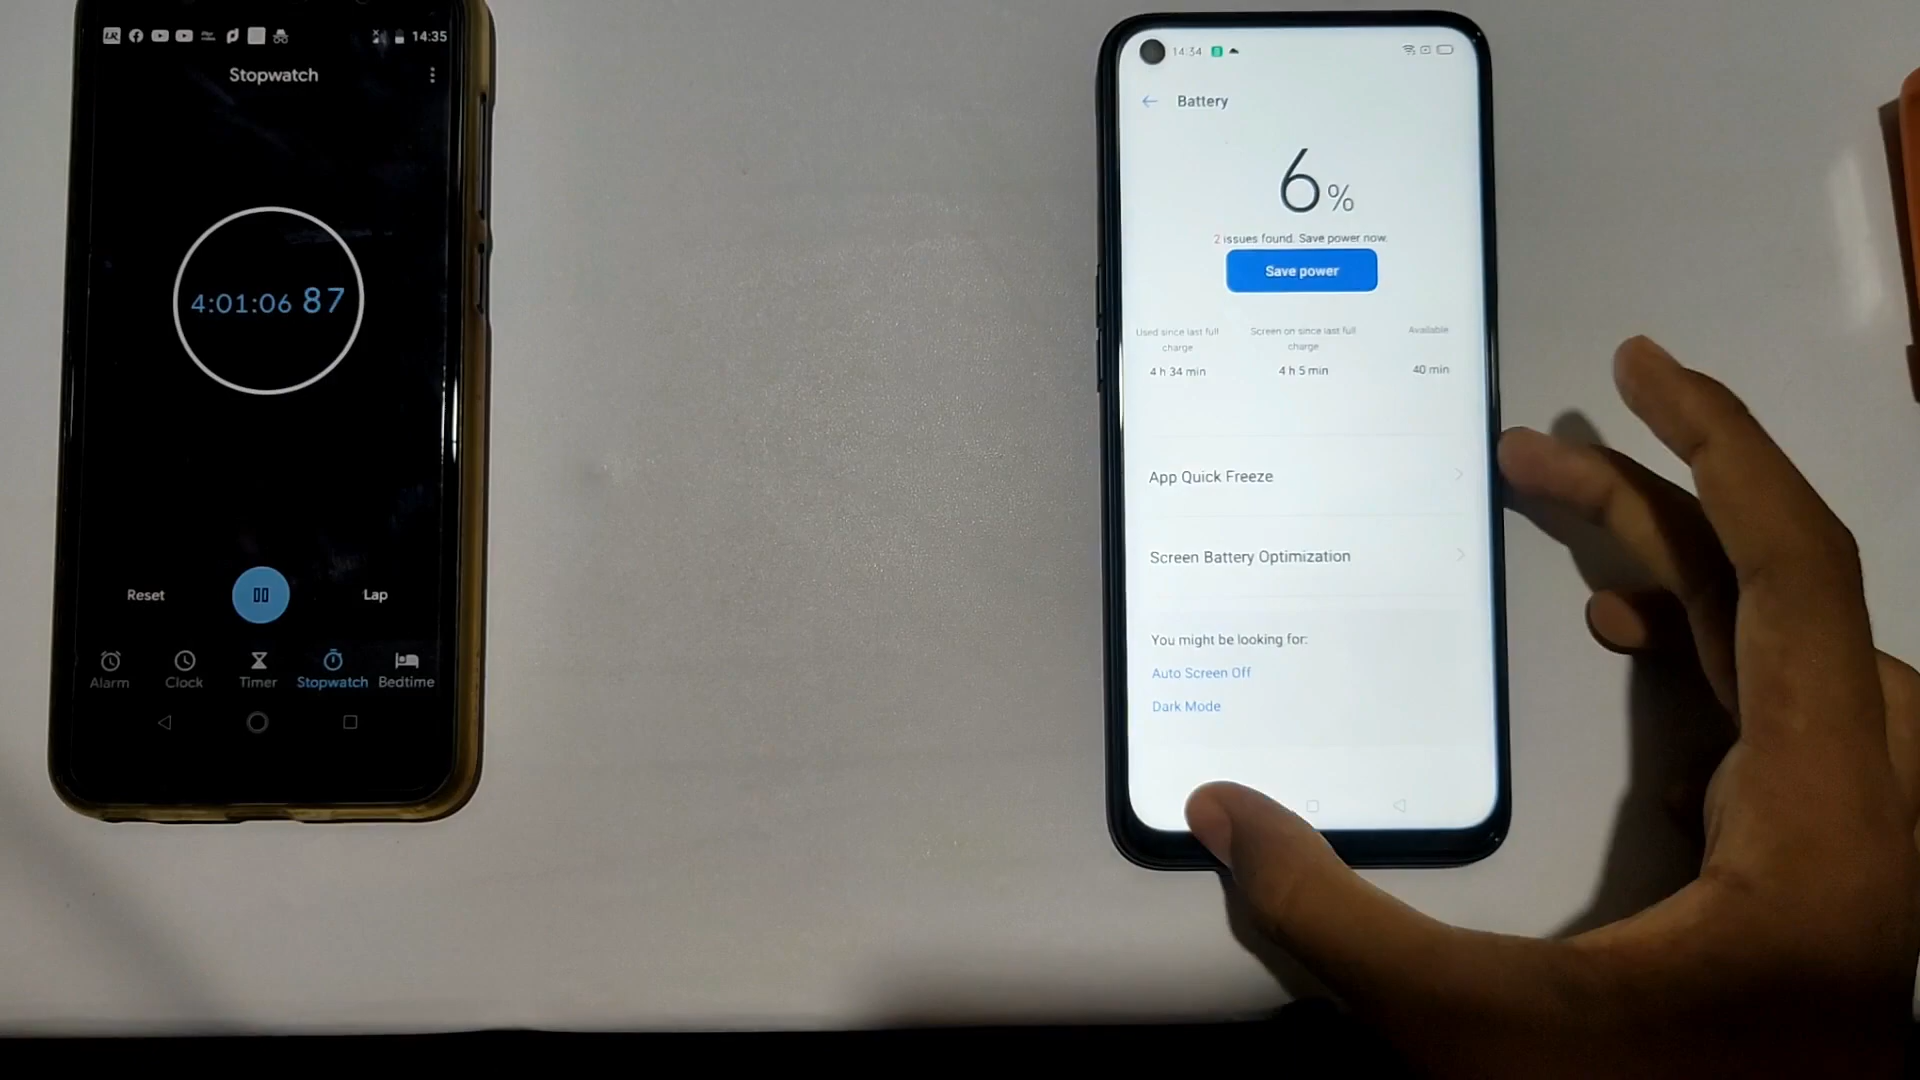 14:35
Stopwatch
4:01:06 87
Reset
Lap
Alarm
Clock
Timer
Stopwatch
Bedtime
14:34
Battery
6%
2 issues found. Save power now.
Save power
Used since last full
charge
4 h 34 min
Screen on since last full
charge
4 h 5 min
Available
40 min
App Quick Freeze
Screen Battery Optimization
You might be looking for:
Auto Screen Off
Dark Mode